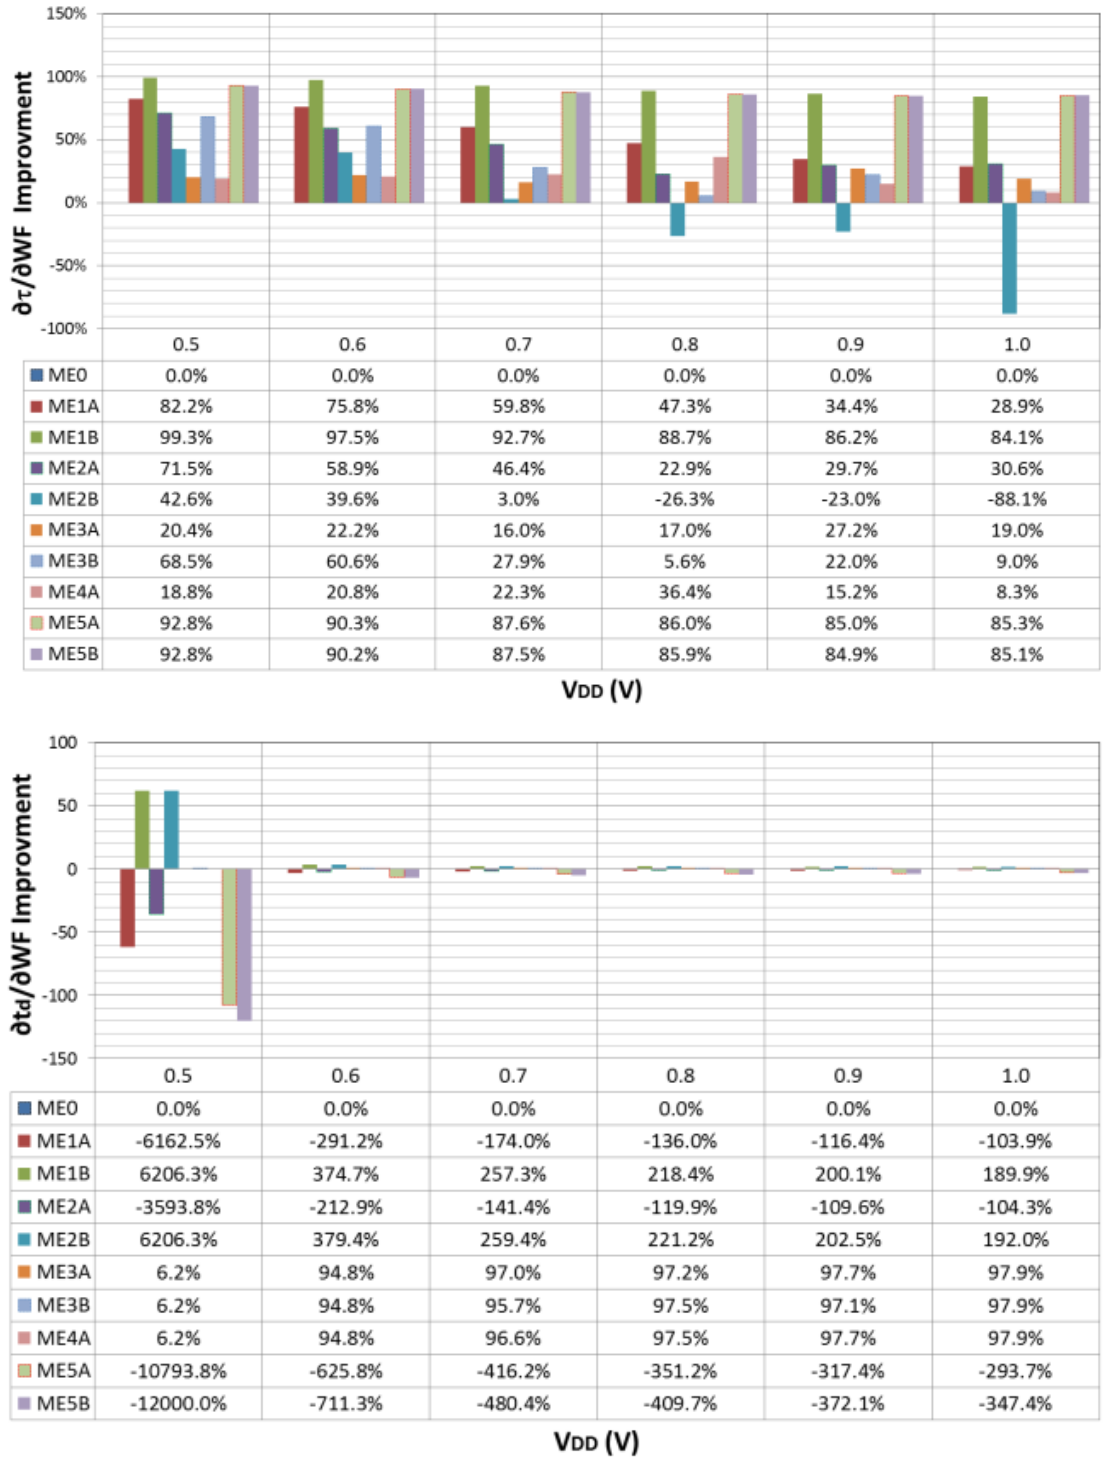 150%
100%
50%
0%
-50%
-100%
∂τ/∂WF Improvment
0.5 0.6 0.7 0.8 0.9 1.0
ME0 0.0% 0.0% 0.0% 0.0% 0.0% 0.0%
ME1A 82.2% 75.8% 59.8% 47.3% 34.4% 28.9%
ME1B 99.3% 97.5% 92.7% 88.7% 86.2% 84.1%
ME2A 71.5% 58.9% 46.4% 22.9% 29.7% 30.6%
ME2B 42.6% 39.6% 3.0% -26.3% -23.0% -88.1%
ME3A 20.4% 22.2% 16.0% 17.0% 27.2% 19.0%
ME3B 68.5% 60.6% 27.9% 5.6% 22.0% 9.0%
ME4A 18.8% 20.8% 22.3% 36.4% 15.2% 8.3%
ME5A 92.8% 90.3% 87.6% 86.0% 85.0% 85.3%
ME5B 92.8% 90.2% 87.5% 85.9% 84.9% 85.1%
VDD (V)
100
50
0
-50
-100
-150
∂td/∂WF Improvment
0.5 0.6 0.7 0.8 0.9 1.0
ME0 0.0% 0.0% 0.0% 0.0% 0.0% 0.0%
ME1A -6162.5% -291.2% -174.0% -136.0% -116.4% -103.9%
ME1B 6206.3% 374.7% 257.3% 218.4% 200.1% 189.9%
ME2A -3593.8% -212.9% -141.4% -119.9% -109.6% -104.3%
ME2B 6206.3% 379.4% 259.4% 221.2% 202.5% 192.0%
ME3A 6.2% 94.8% 97.0% 97.2% 97.7% 97.9%
ME3B 6.2% 94.8% 95.7% 97.5% 97.1% 97.9%
ME4A 6.2% 94.8% 96.6% 97.5% 97.7% 97.9%
ME5A -10793.8% -625.8% -416.2% -351.2% -317.4% -293.7%
ME5B -12000.0% -711.3% -480.4% -409.7% -372.1% -347.4%
VDD (V)